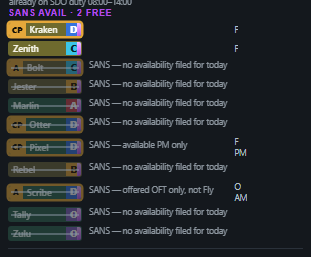 already on SDO duty 08:00–14:00
SANS AVAIL · 2 FREE
CP Kraken D F
Zenith C F
A Bolt C SANS — no availability filed for today
Jester B SANS — no availability filed for today
Marlin A SANS — no availability filed for today
CP Otter D SANS — no availability filed for today
CP Pixel D SANS — available PM only F PM
Rebel B SANS — no availability filed for today
A Scribe D SANS — offered OFT only, not Fly O AM
Tally SANS — no availability filed for today
Zulu SANS — no availability filed for today